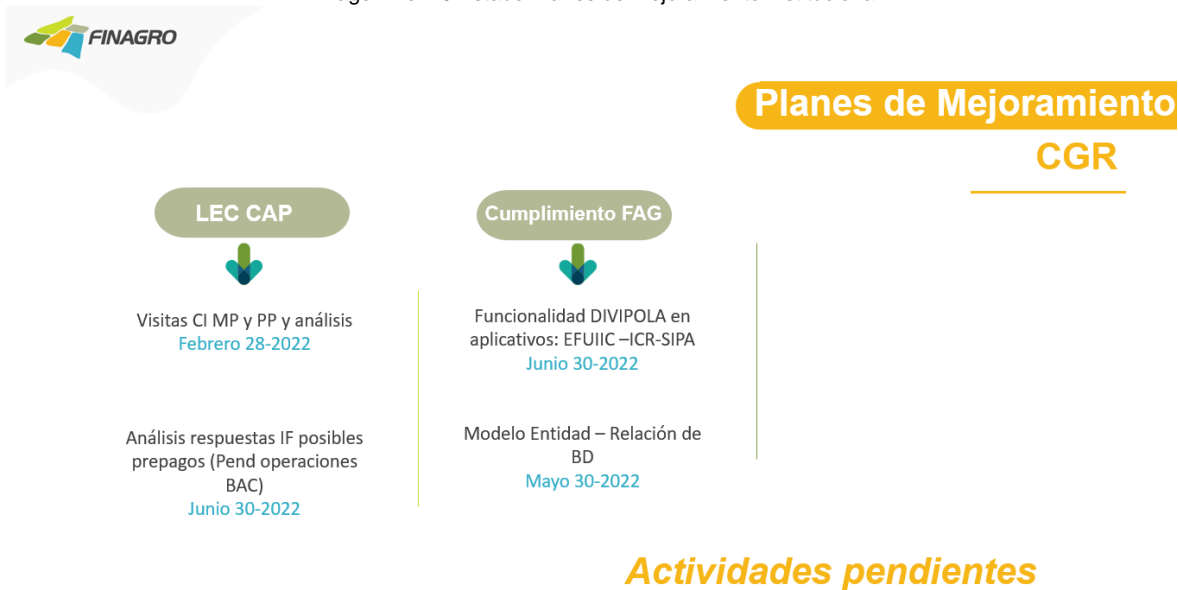 FINAGRO
Planes de Mejoramiento
CGR
LEC CAP
Visitas CI MP y PP y análisis
Febrero 28-2022
Análisis respuestas IF posibles
prepagos (Pend operaciones
BAC)
Junio 30-2022
Cumplimiento FAG
Funcionalidad DIVIPOLA en
aplicativos: EFUIIC –ICR-SIPA
Junio 30-2022
Modelo Entidad – Relación de
BD
Mayo 30-2022
Actividades pendientes